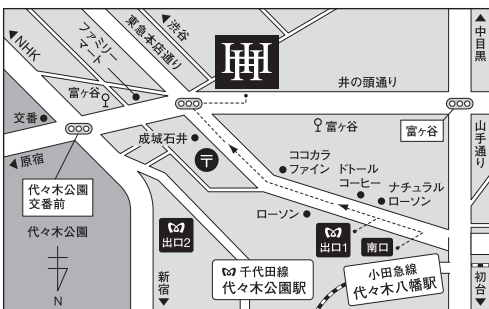 ◀NHK
ファミリー
マート
東急本店通り
◀渋谷
HH
井の頭通り
▲中目黒
富ヶ谷
交番
成城石井
〒
富ヶ谷
富ヶ谷
山手通り
◀原宿
ココカラ
ファイン
ドトール
コーヒー
ナチュラル
ローソン
代々木公園
交番前
ローソン
代々木公園
出口2
出口1
南口
N
新宿▼
千代田線
代々木公園駅
小田急線
代々木八幡駅
初台▼